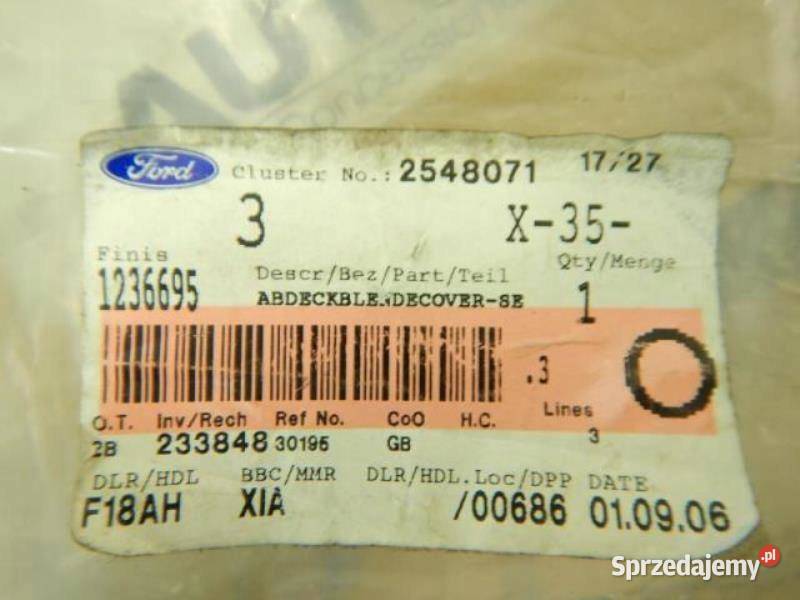 AUT
Concession
Ford Cluster No.: 2548071 17/27
3 X-35-
Finis Descr/Bez/Part/Teil Qty/Menge
1236695 ABDECKBLENDECOVER-SE 1
.3
O.T. Inv/Rech Ref No. CoO H.C. Lines
2B 233848 30195 GB 3
DLR/HDL BBC/MMR DLR/HDL.Loc/DPP DATE
F18AH XIA /00686 01.09.06
Sprzedajemy.pl